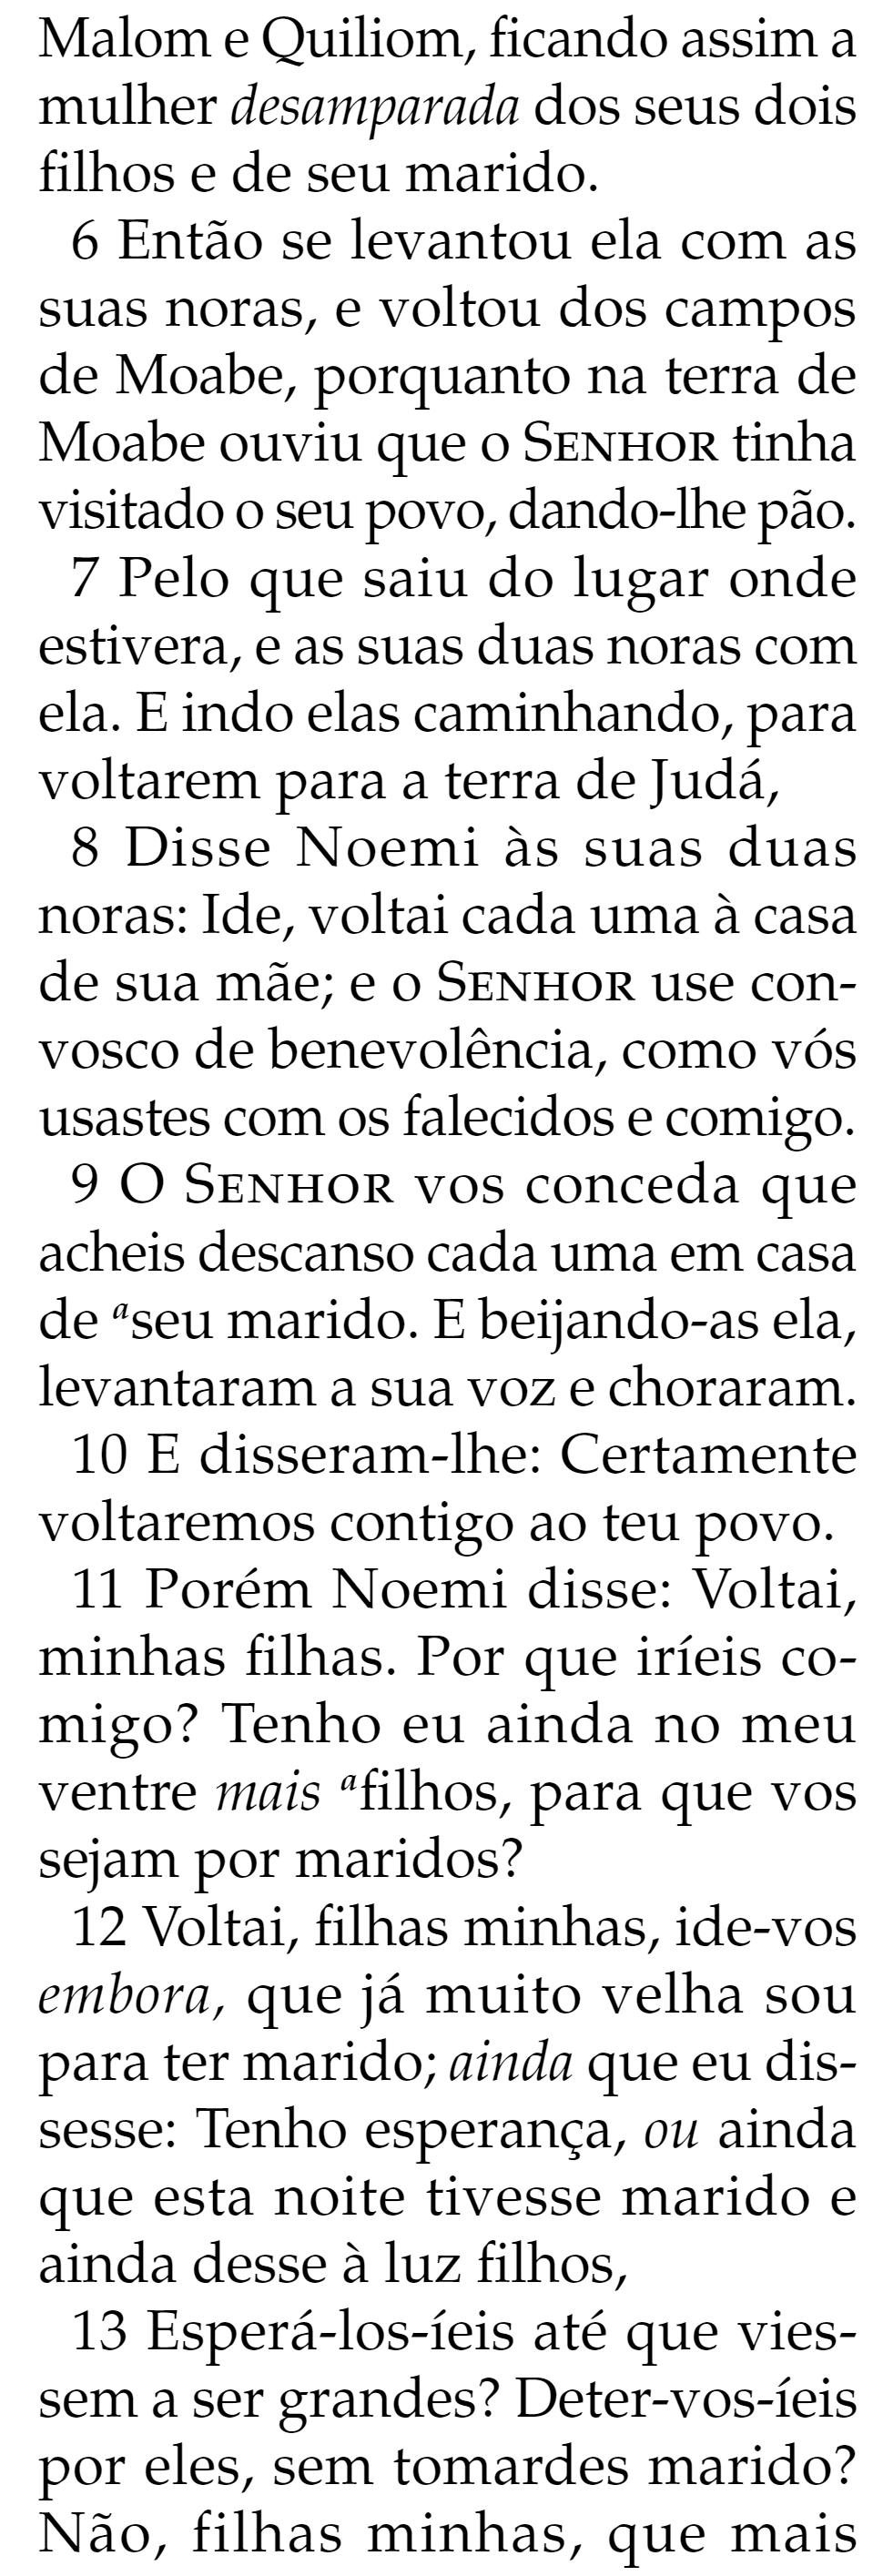 Malom e Quiliom, ficando assim a
mulher desamparada dos seus dois
filhos e de seu marido.
6 Então se levantou ela com as
suas noras, e voltou dos campos
de Moabe, porquanto na terra de
Moabe ouviu que o SENHOR tinha
visitado o seu povo, dando-lhe pão.
7 Pelo que saiu do lugar onde
estivera, e as suas duas noras com
ela. E indo elas caminhando, para
voltarem para a terra de Judá,
8 Disse Noemi às suas duas
noras: Ide, voltai cada uma à casa
de sua mãe; e o SENHOR use con-
vosco de benevolência, como vós
usastes com os falecidos e comigo.
9 O SENHOR vos conceda que
acheis descanso cada uma em casa
de ᵃseu marido. E beijando-as ela,
levantaram a sua voz e choraram.
10 E disseram-lhe: Certamente
voltaremos contigo ao teu povo.
11 Porém Noemi disse: Voltai,
minhas filhas. Por que iríeis co-
migo? Tenho eu ainda no meu
ventre mais ᵃfilhos, para que vos
sejam por maridos?
12 Voltai, filhas minhas, ide-vos
embora, que já muito velha sou
para ter marido; ainda que eu dis-
sesse: Tenho esperança, ou ainda
que esta noite tivesse marido e
ainda desse à luz filhos,
13 Esperá-los-íeis até que vies-
sem a ser grandes? Deter-vos-íeis
por eles, sem tomardes marido?
Não, filhas minhas, que mais